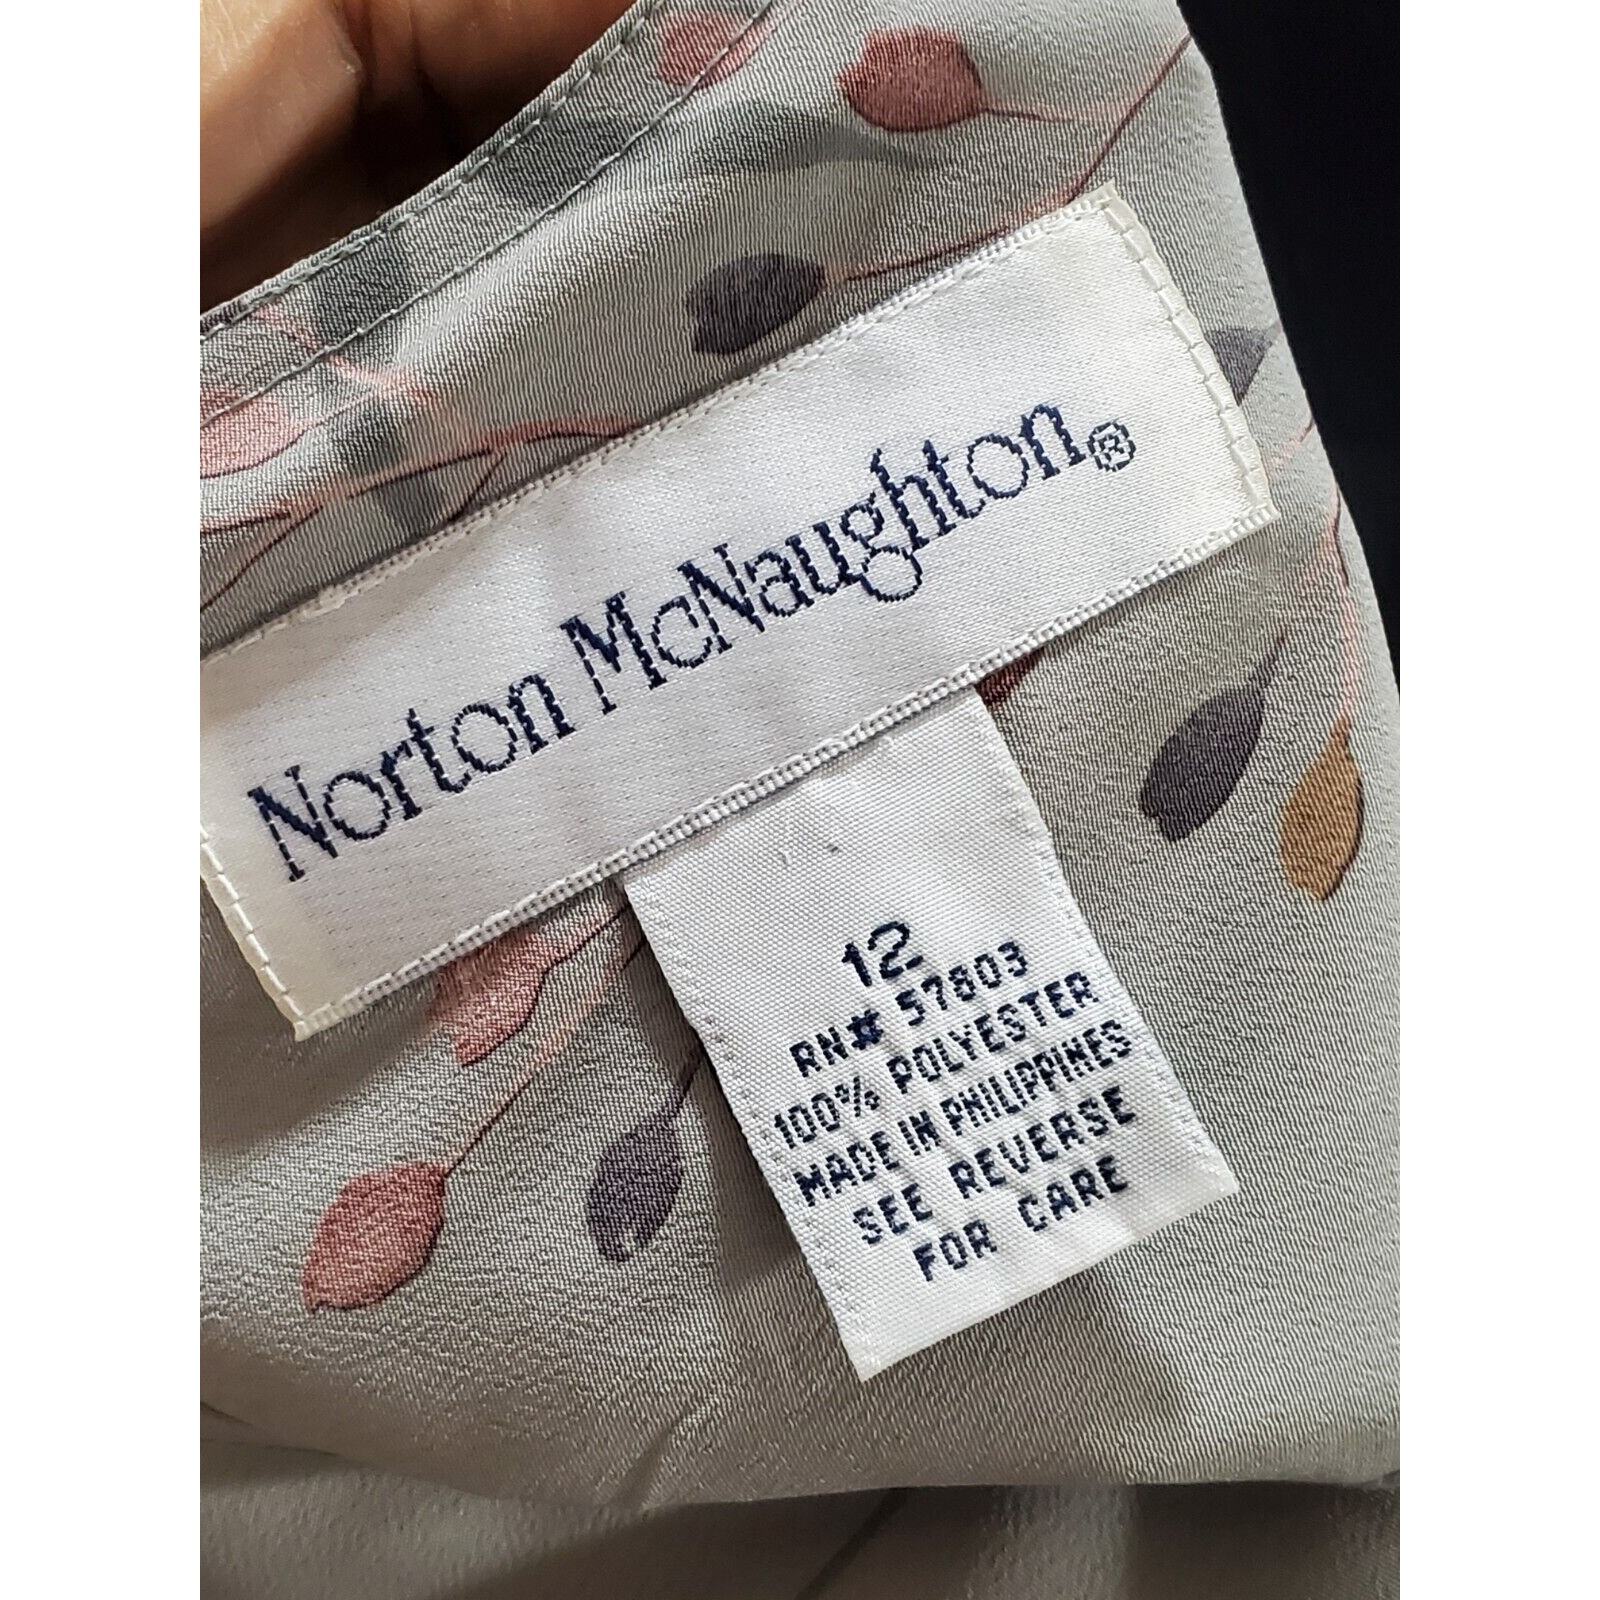 Norton McNaughton®
12
RN# 57803
100% POLYESTER
MADE IN PHILIPPINES
SEE REVERSE
FOR CARE